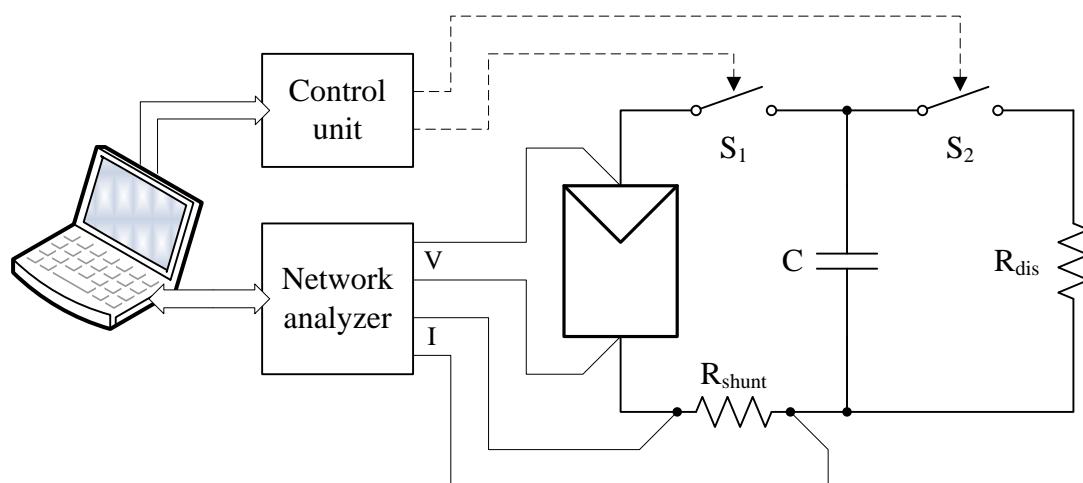 Control
unit
S1
S2
V
Network
analyzer
I
C
Rdis
Rshunt